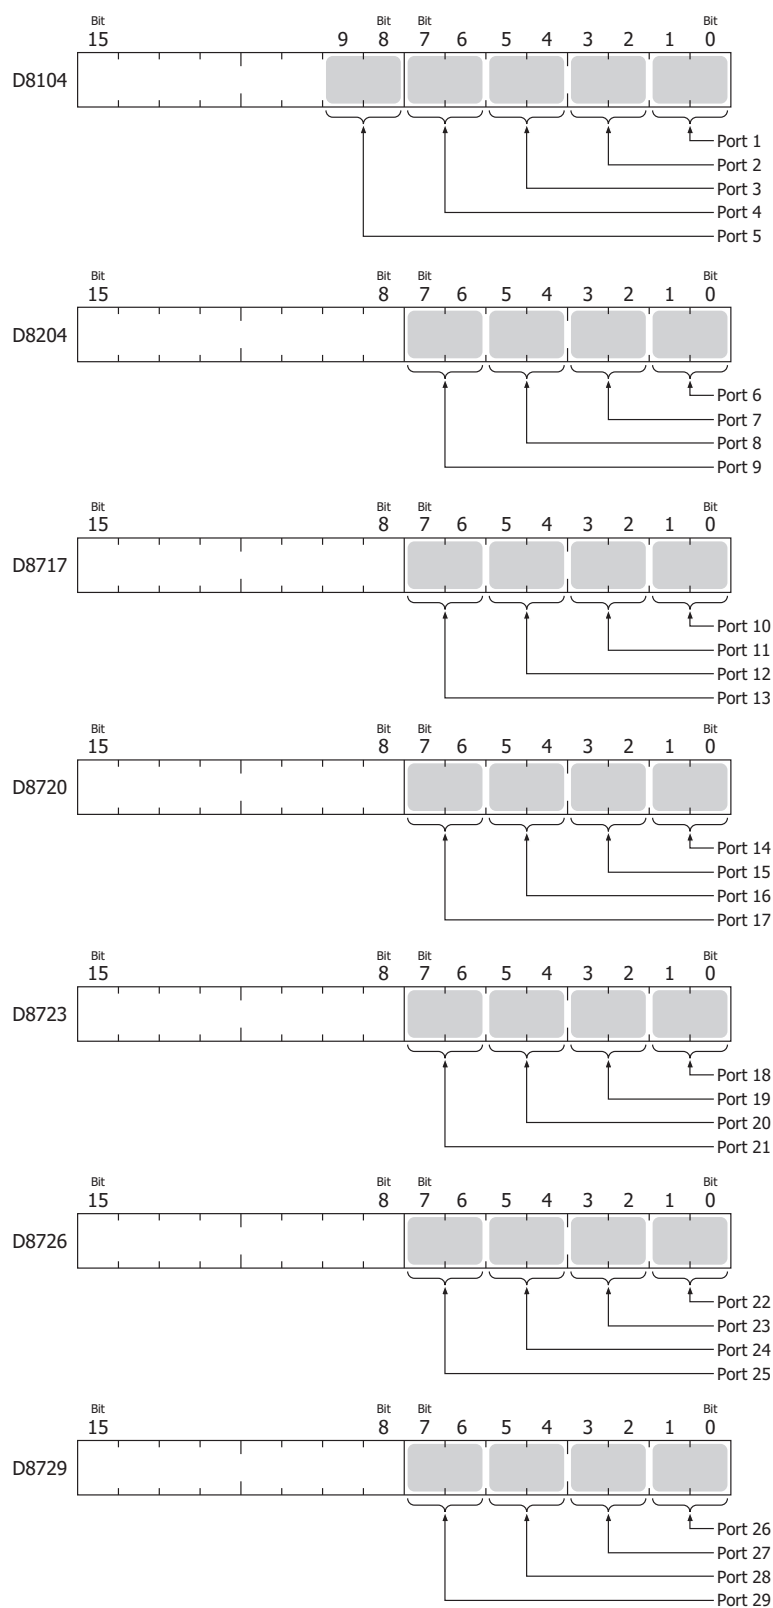 Bit Bit Bit Bit
15 9 8 7 6 5 4 3 2 1 0
D8104
Port 1
Port 2
Port 3
Port 4
Port 5
Bit Bit Bit Bit
15 8 7 6 5 4 3 2 1 0
D8204
Port 6
Port 7
Port 8
Port 9
Bit Bit Bit Bit
15 8 7 6 5 4 3 2 1 0
D8717
Port 10
Port 11
Port 12
Port 13
Bit Bit Bit Bit
15 8 7 6 5 4 3 2 1 0
D8720
Port 14
Port 15
Port 16
Port 17
Bit Bit Bit Bit
15 8 7 6 5 4 3 2 1 0
D8723
Port 18
Port 19
Port 20
Port 21
Bit Bit Bit Bit
15 8 7 6 5 4 3 2 1 0
D8726
Port 22
Port 23
Port 24
Port 25
Bit Bit Bit Bit
15 8 7 6 5 4 3 2 1 0
D8729
Port 26
Port 27
Port 28
Port 29